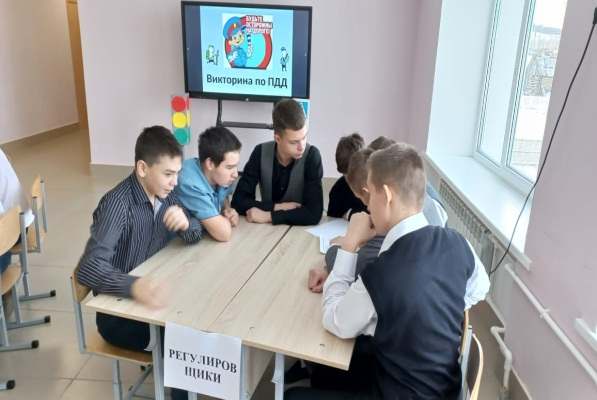 БУДЬТЕ
ОСТОРОЖНЫ
НА ДОРОГЕ!
Викторина по ПДД
РЕГУЛИРОВ
ЩИКИ